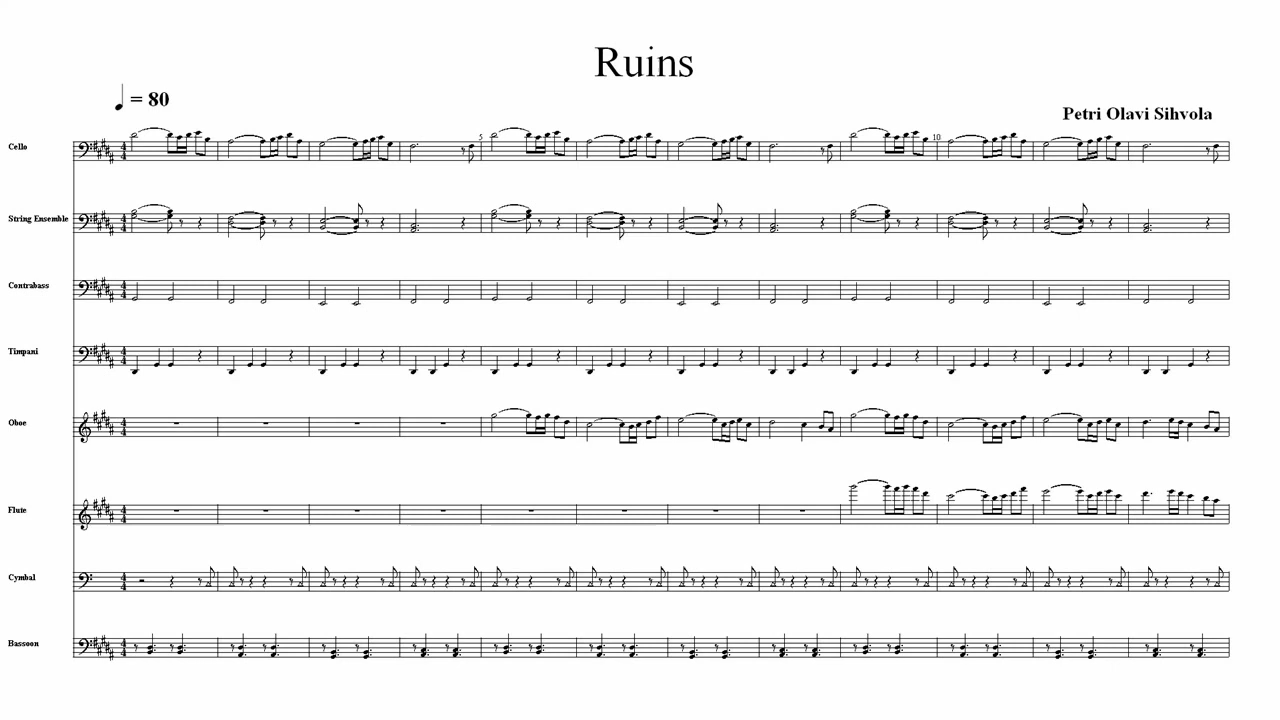 Ruins
♩ = 80
Petri Olavi Sihvola
Cello
5
10
String Ensemble
Contrabass
Timpani
Oboe
Flute
Cymbal
Bassoon